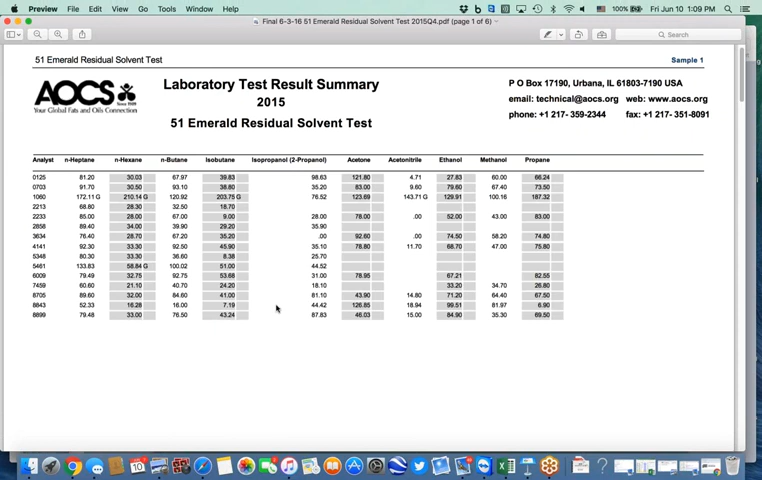 Preview File Edit View Go Tools Window Help 100% Fri Jun 10 1:09 PM
Final 6-3-16 51 Emerald Residual Solvent Test 2015Q4.pdf (page 1 of 6)
Search
51 Emerald Residual Solvent Test Sample 1
AOCS Since 1909
Your Global Fats and Oils Connection
Laboratory Test Result Summary
2015
51 Emerald Residual Solvent Test
P O Box 17190, Urbana, IL 61803-7190 USA
email: technical@aocs.org web: www.aocs.org
phone: +1 217- 359-2344 fax: +1 217- 351-8091
Analyst n-Heptane n-Hexane n-Butane Isobutane Isopropanol (2-Propanol) Acetone Acetonitrile Ethanol Methanol Propane
0125 81.20 30.03 67.97 39.83 98.63 121.80 4.71 27.83 60.00 66.24
0703 91.70 30.50 93.10 38.80 35.20 83.00 9.60 79.60 67.40 73.50
1060 172.11 G 210.14 G 120.92 203.75 G 76.52 123.69 143.71 G 129.91 100.16 187.32
2213 68.80 28.30 32.50 18.70
2233 85.00 28.00 67.00 9.00 28.00 78.00 .00 52.00 43.00 83.00
2858 89.40 34.00 39.90 29.20 35.90
3634 76.40 28.70 67.20 35.20 .00 92.60 .00 74.50 58.20 74.80
4141 92.30 33.30 92.50 45.90 35.10 78.80 11.70 68.70 47.00 75.80
5348 80.30 33.30 36.60 8.38 25.70
5461 133.83 58.84 G 100.02 51.00 44.52
6009 79.49 32.75 92.75 53.68 31.00 78.95 67.21 82.55
7459 60.60 21.10 40.70 24.20 18.10 33.20 34.70 26.80
8705 89.60 32.00 84.60 41.00 81.10 43.90 14.80 71.20 64.40 67.50
8843 52.33 16.28 16.00 7.19 44.42 126.85 18.94 99.51 81.97 6.90
8899 79.48 33.00 76.50 43.24 87.83 46.03 15.00 84.90 35.30 69.50